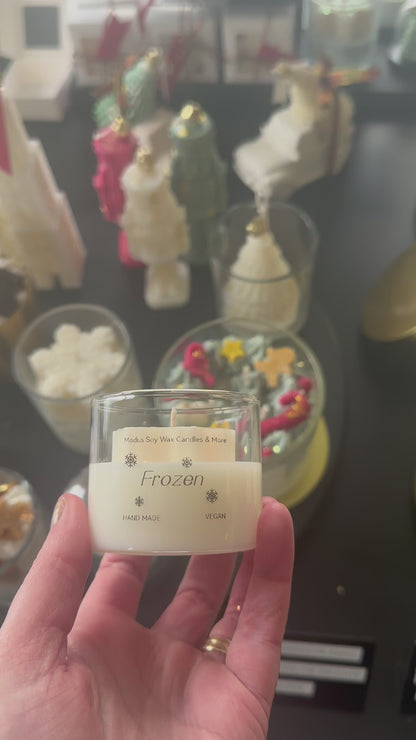 Modus Soy Wax Candles & More
Frozen
HAND MADE
VEGAN